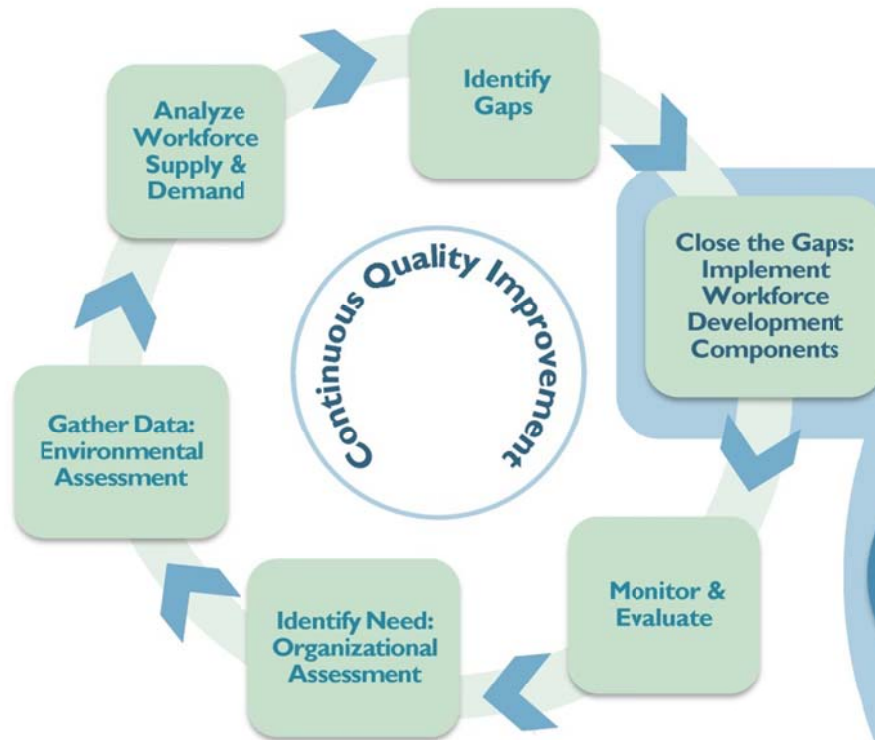 Identify
Gaps
Analyze
Workforce
Supply &
Demand
Close the Gaps:
Implement
Workforce
Development
Components
Continuous Quality Improvement
Gather Data:
Environmental
Assessment
Monitor &
Evaluate
Identify Need:
Organizational
Assessment